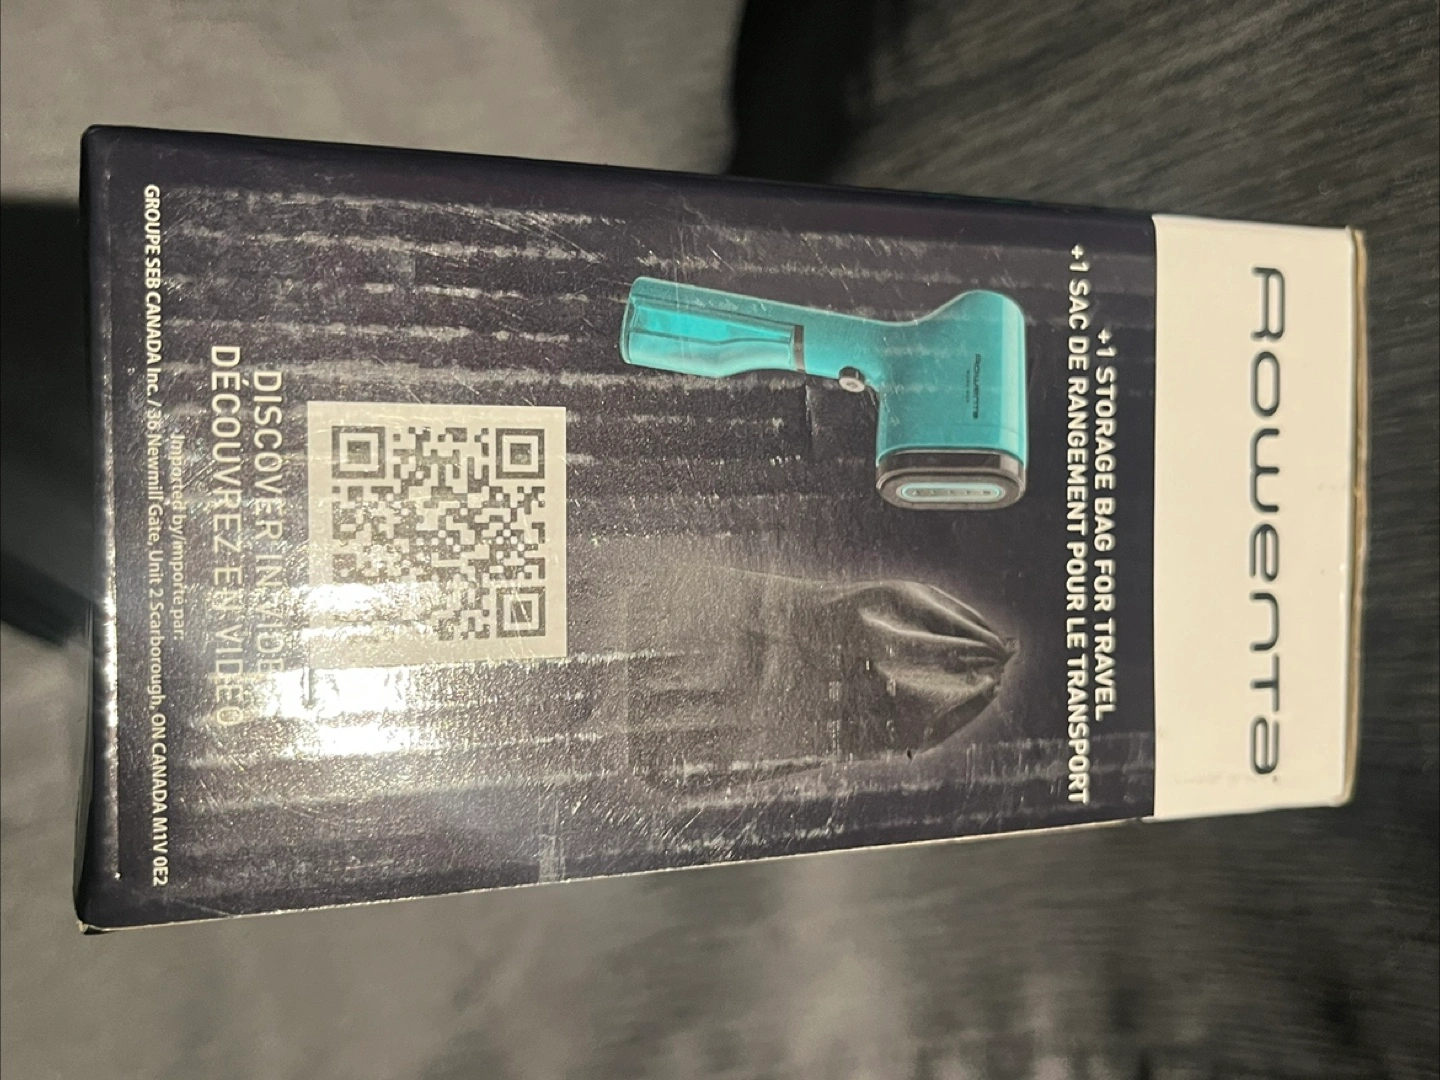 Rowenta
+1 STORAGE BAG FOR TRAVEL
+1 SAC DE RANGEMENT POUR LE TRANSPORT
Rowenta
DISCOVER IN VIDEO
DÉCOUVREZ EN VIDÉO
Imported by/importé par:
GROUPE SEB CANADA Inc. / 36 Newmill Gate, Unit 2 Scarborough, ON CANADA M1V 0E2